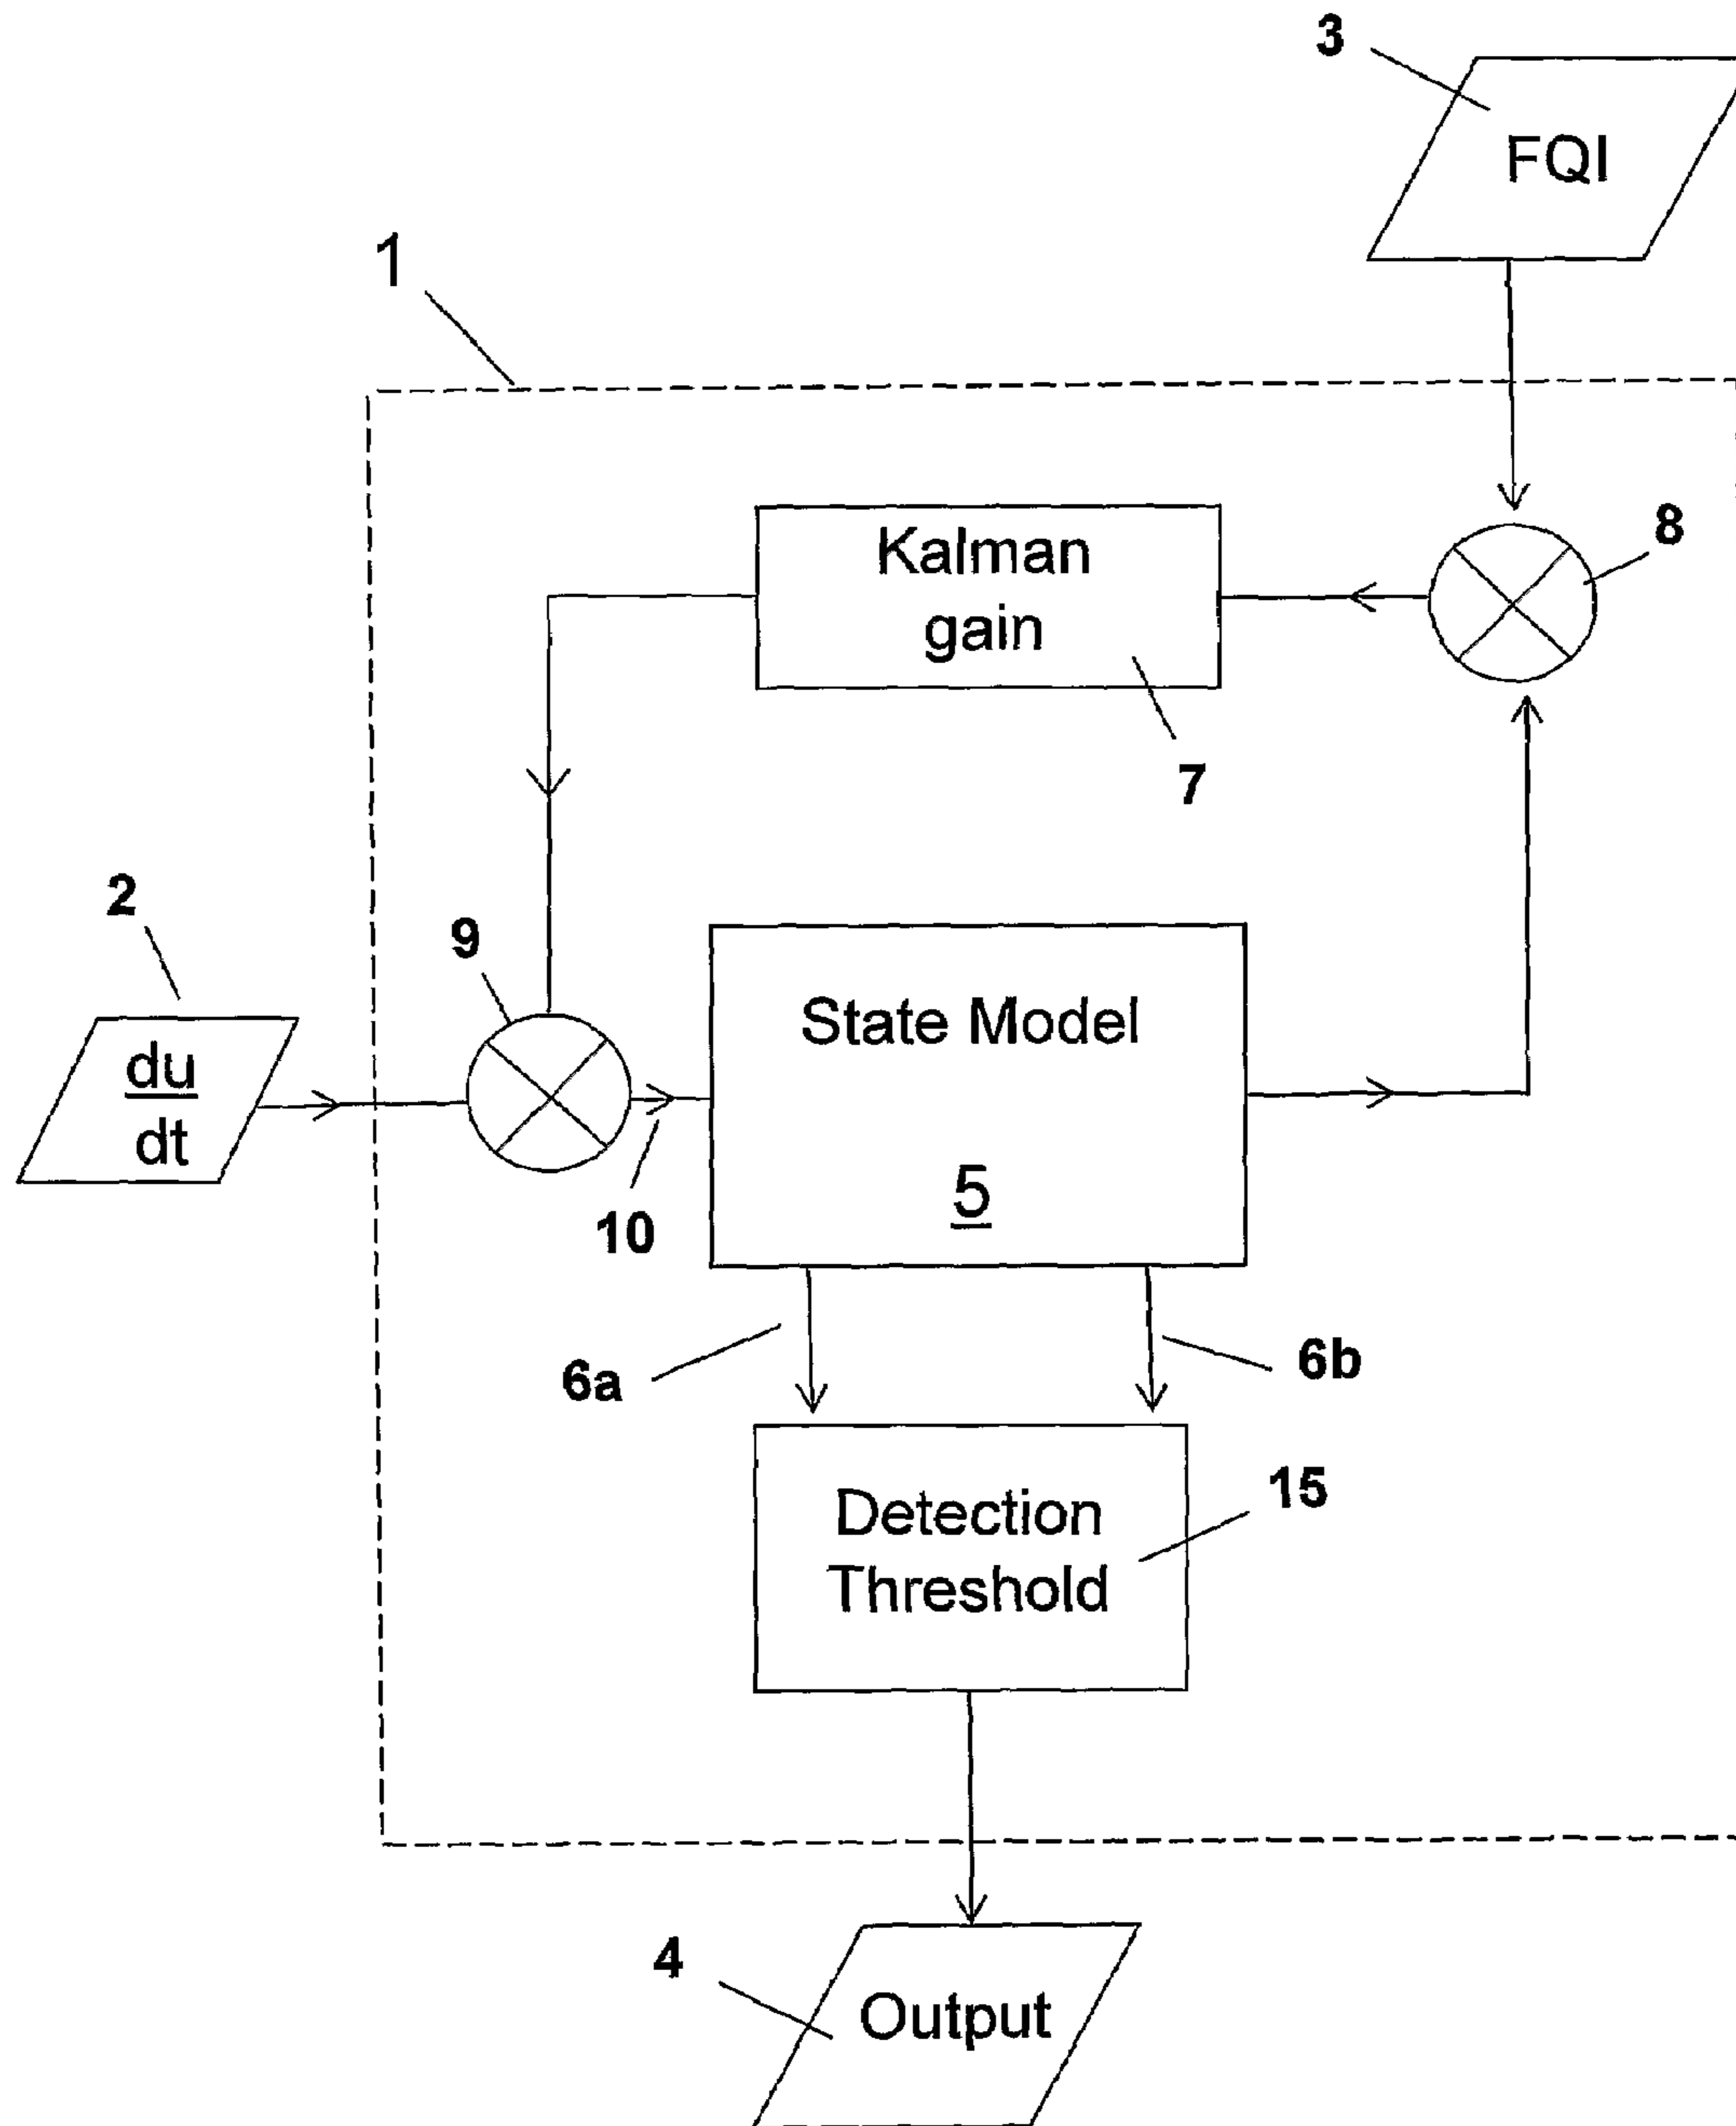 3
FQI
1
8
Kalman
gain
7
2
9
du
dt
State Model
5
10
6a
6b
15
Detection
Threshold
4
Output